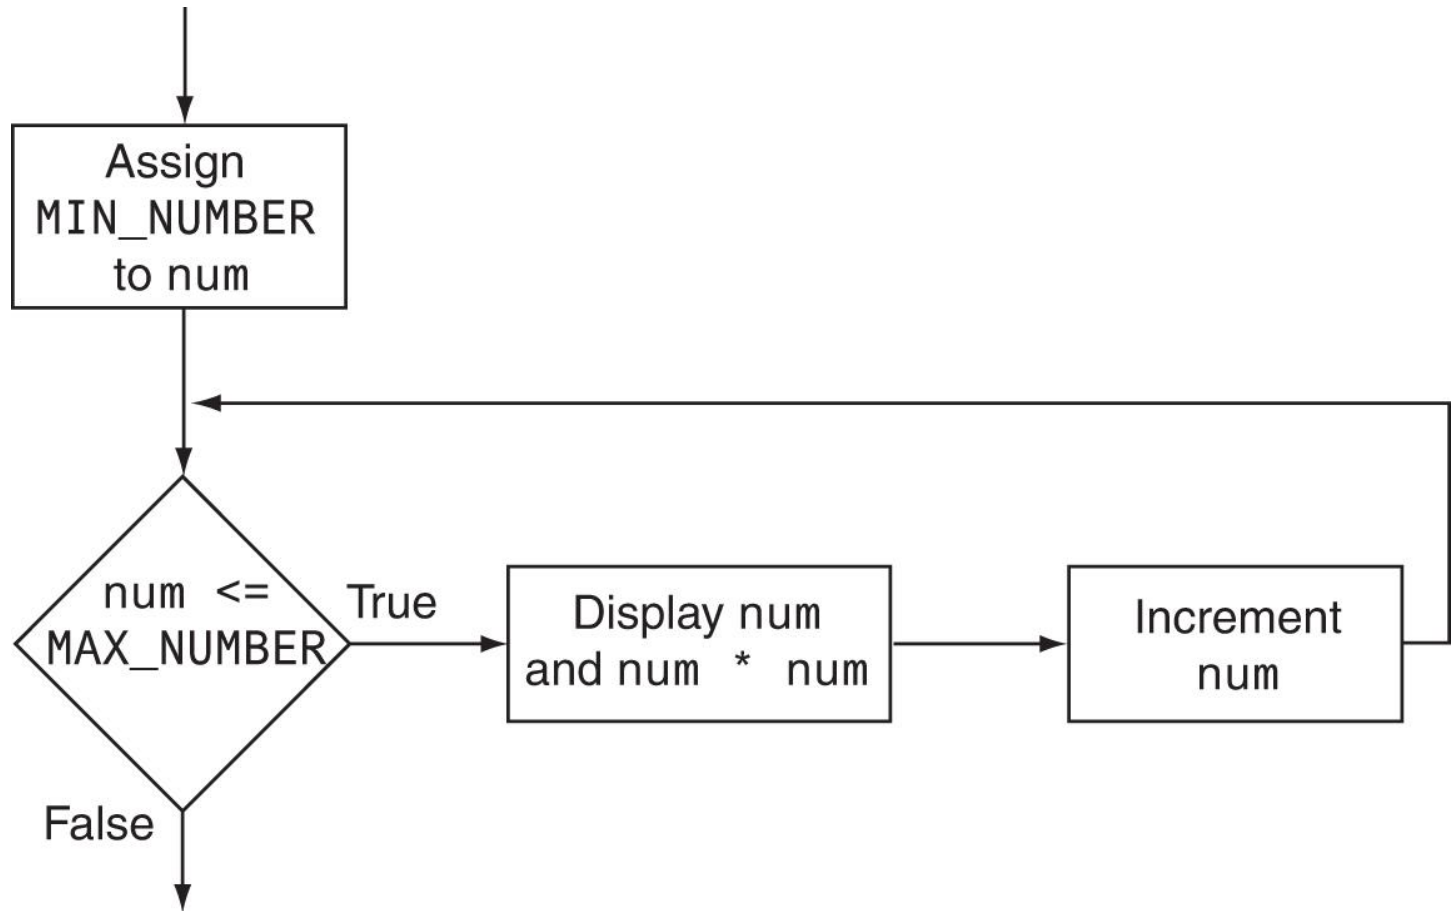 Assign
MIN_NUMBER
to num
num <=
MAX_NUMBER
True
Display num
and num * num
Increment
num
False